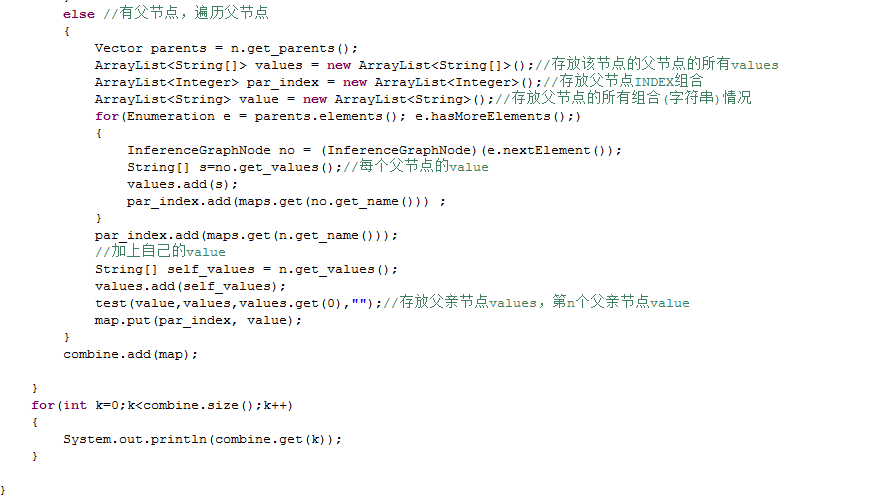 }
else //有父节点，遍历父节点
{
Vector parents = n.get_parents();
ArrayList<String[]> values = new ArrayList<String[]>();//存放该节点的父节点的所有values
ArrayList<Integer> par_index = new ArrayList<Integer>();//存放父节点INDEX组合
ArrayList<String> value = new ArrayList<String>();//存放父节点的所有组合(字符串)情况
for(Enumeration e = parents.elements(); e.hasMoreElements();)
{
InferenceGraphNode no = (InferenceGraphNode)(e.nextElement());
String[] s=no.get_values();//每个父节点的value
values.add(s);
par_index.add(maps.get(no.get_name())) ;
}
par_index.add(maps.get(n.get_name()));
//加上自己的value
String[] self_values = n.get_values();
values.add(self_values);
test(value,values,values.get(0),"");//存放父亲节点values，第n个父亲节点value
map.put(par_index, value);
}
combine.add(map);
}
for(int k=0;k<combine.size();k++)
{
System.out.println(combine.get(k));
}
}